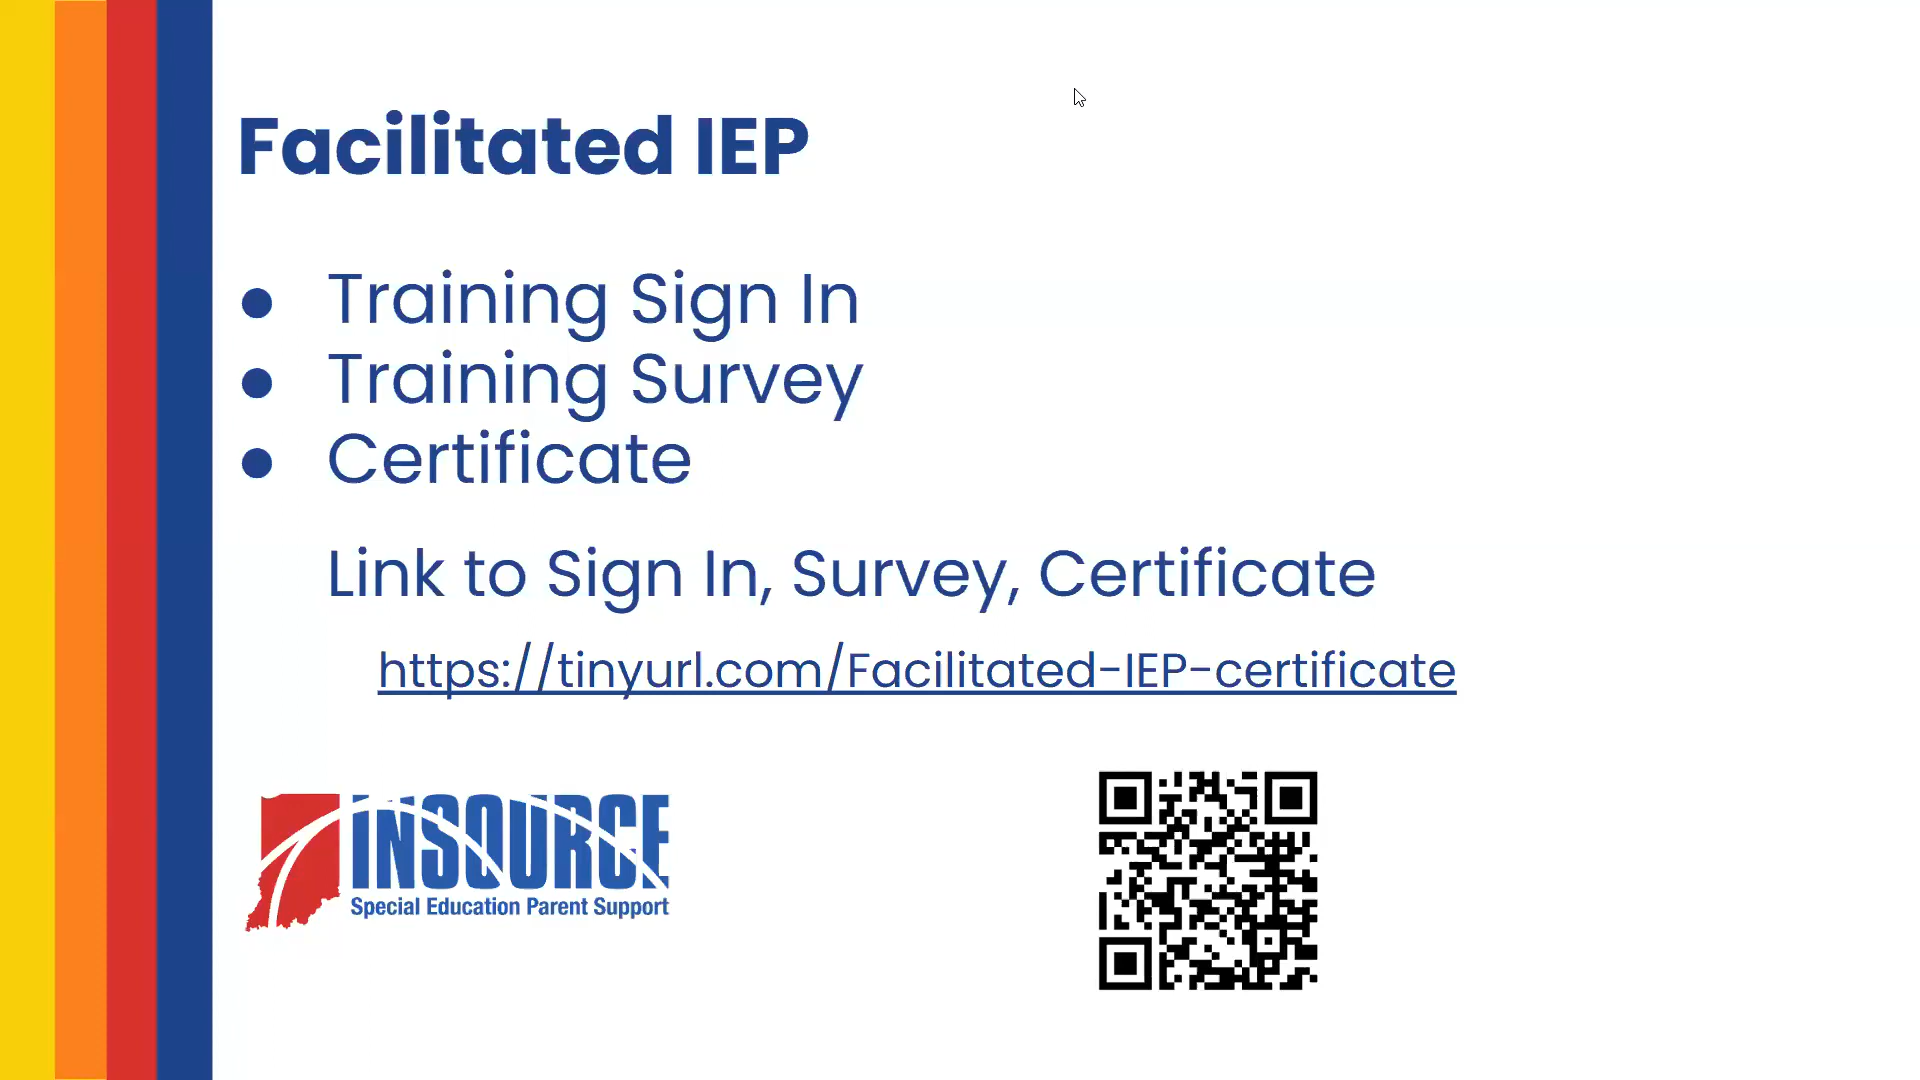 Facilitated IEP
● Training Sign In
● Training Survey
● Certificate
Link to Sign In, Survey, Certificate
https://tinyurl.com/Facilitated-IEP-certificate
INSOURCE
Special Education Parent Support